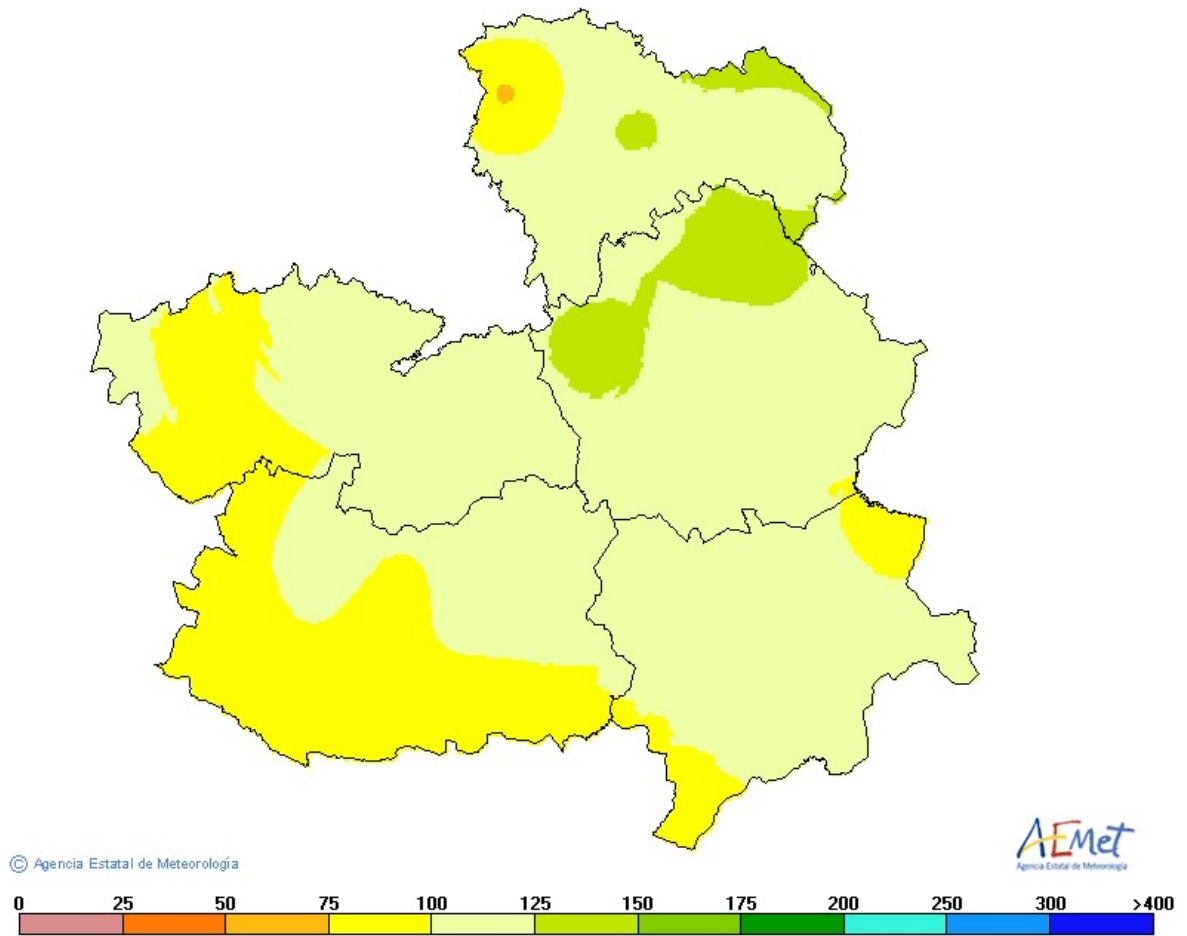 AEMet
Agencia Estatal de Meteorología
© Agencia Estatal de Meteorología
0 25 50 75 100 125 150 175 200 250 300 >400